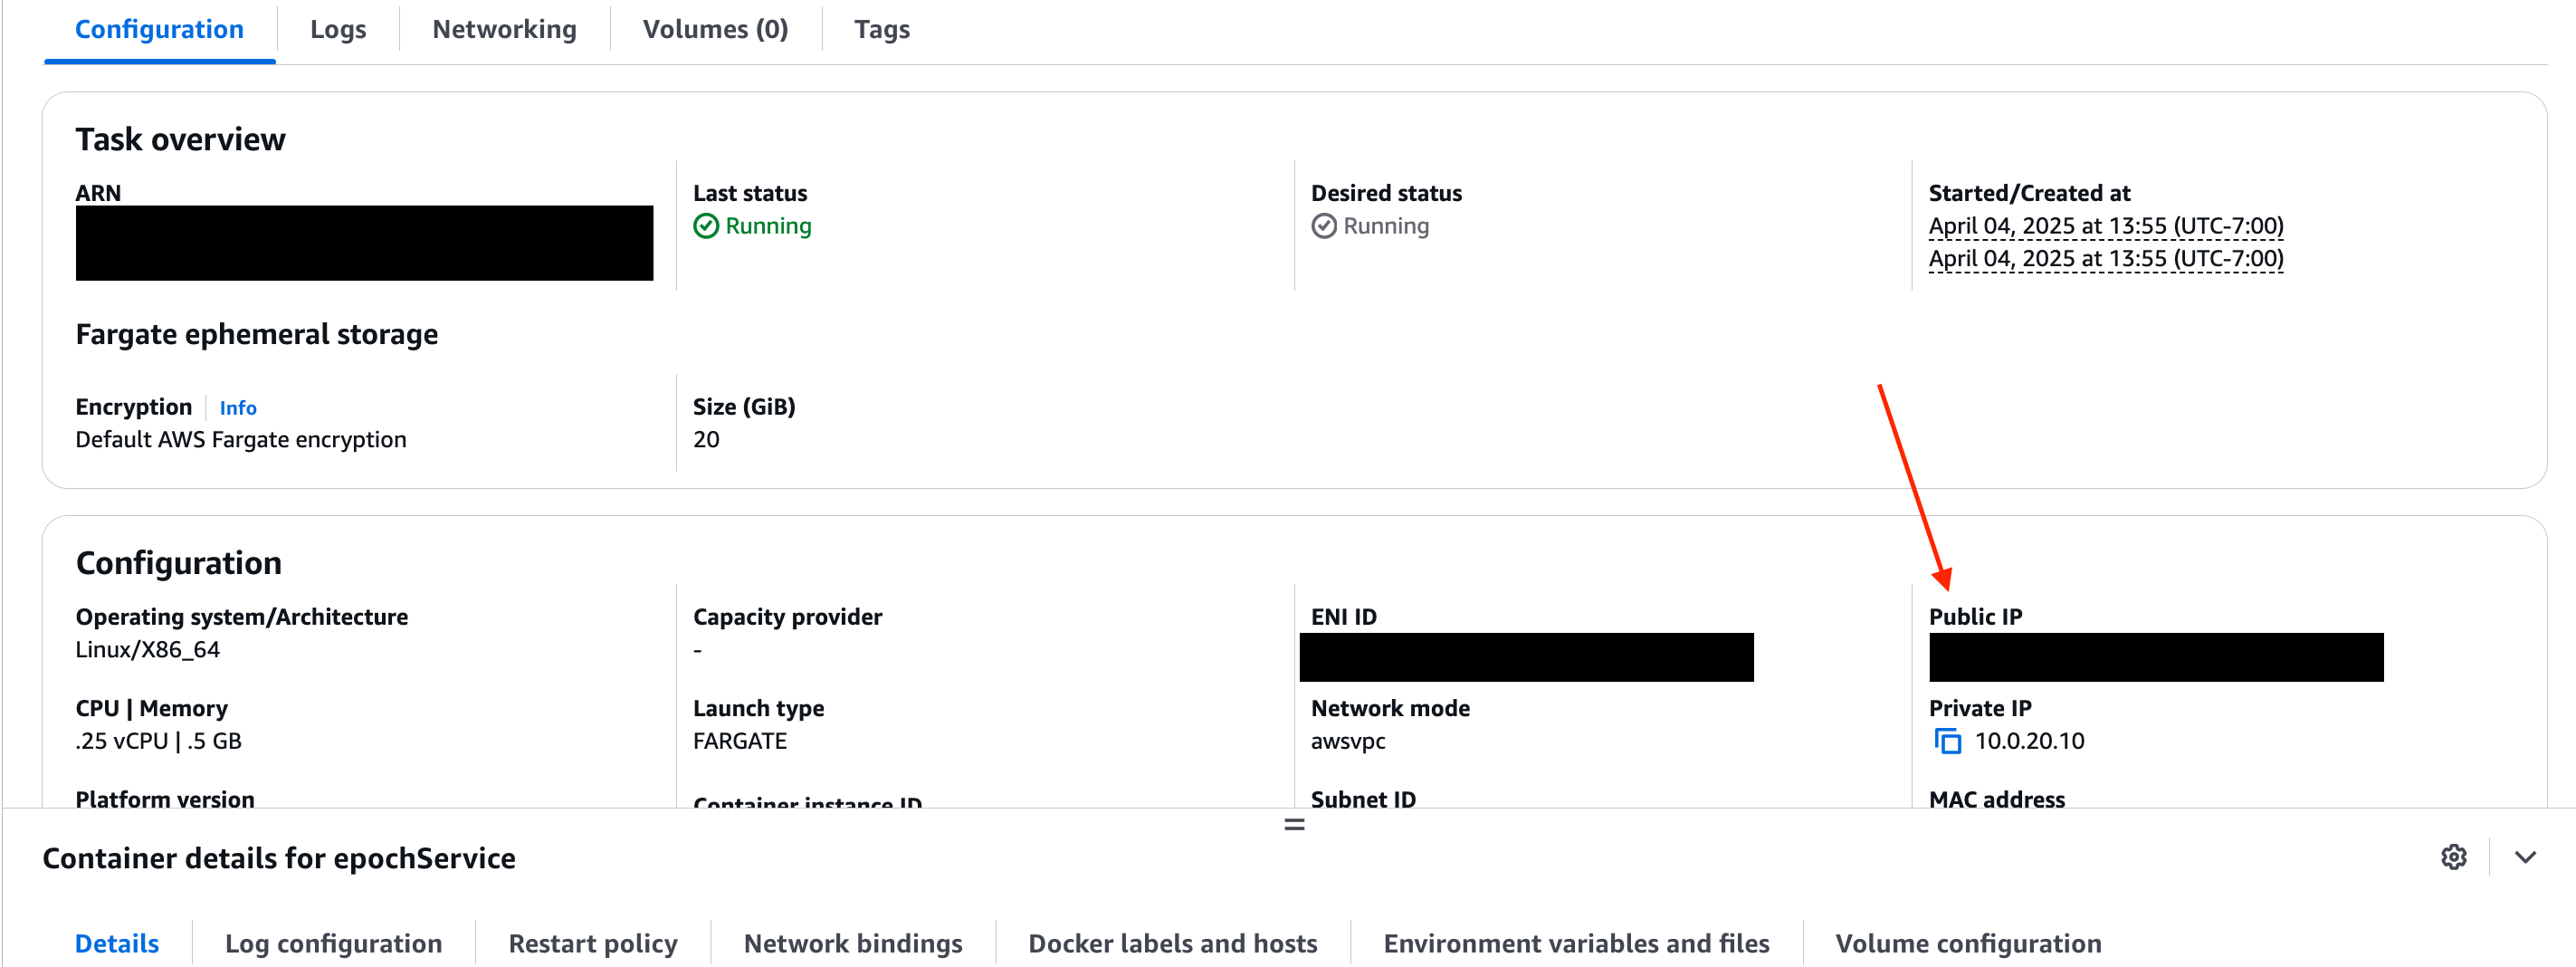 Configuration
Logs
Networking
Volumes (0)
Tags
Task overview
ARN
Last status
Running
Desired status
Running
Started/Created at
April 04, 2025 at 13:55 (UTC-7:00)
April 04, 2025 at 13:55 (UTC-7:00)
Fargate ephemeral storage
Encryption
Info
Default AWS Fargate encryption
Size (GiB)
20
Configuration
Operating system/Architecture
Linux/X86_64
Capacity provider
-
ENI ID
Public IP
CPU | Memory
.25 vCPU | .5 GB
Launch type
FARGATE
Network mode
awsvpc
Private IP
10.0.20.10
Platform version
Container instance ID
Subnet ID
MAC address
Container details for epochService
Details
Log configuration
Restart policy
Network bindings
Docker labels and hosts
Environment variables and files
Volume configuration